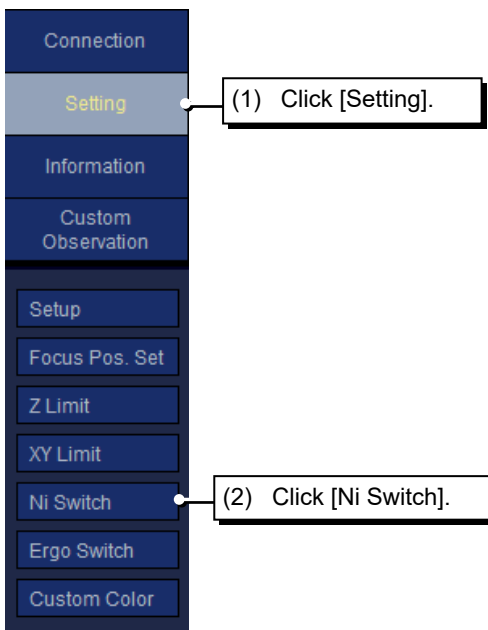 Connection
Setting
(1) Click [Setting].
Information
Custom
Observation
Setup
Focus Pos. Set
Z Limit
XY Limit
Ni Switch
(2) Click [Ni Switch].
Ergo Switch
Custom Color